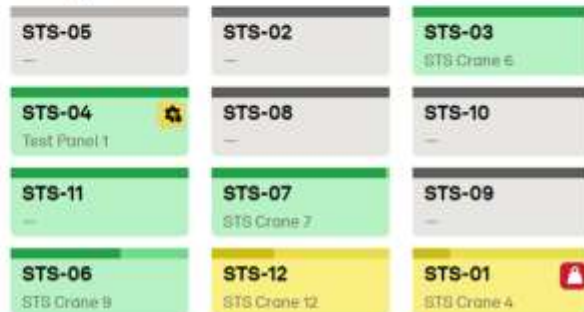 STS-05
STS-02
STS-03
—
—
STS Crane 6
STS-04
STS-08
STS-10
Test Panel 1
—
—
STS-11
STS-07
STS-09
—
STS Crane 7
—
STS-06
STS-12
STS-01
STS Crane 9
STS Crane 12
STS Crane 4